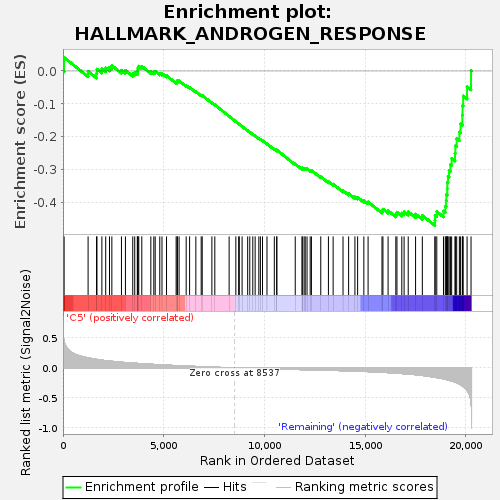 Enrichment plot:
HALLMARK_ANDROGEN_RESPONSE
Enrichment score (ES)
0.0
-0.1
-0.2
-0.3
-0.4
'C5' (positively correlated)
Ranked list metric (Signal2Noise)
0.5
0.0
-0.5
-1.0
Zero cross at 8537
'Remaining' (negatively correlated)
0
5,000
10,000
15,000
20,000
Rank in Ordered Dataset
Enrichment profile
Hits
Ranking metric scores